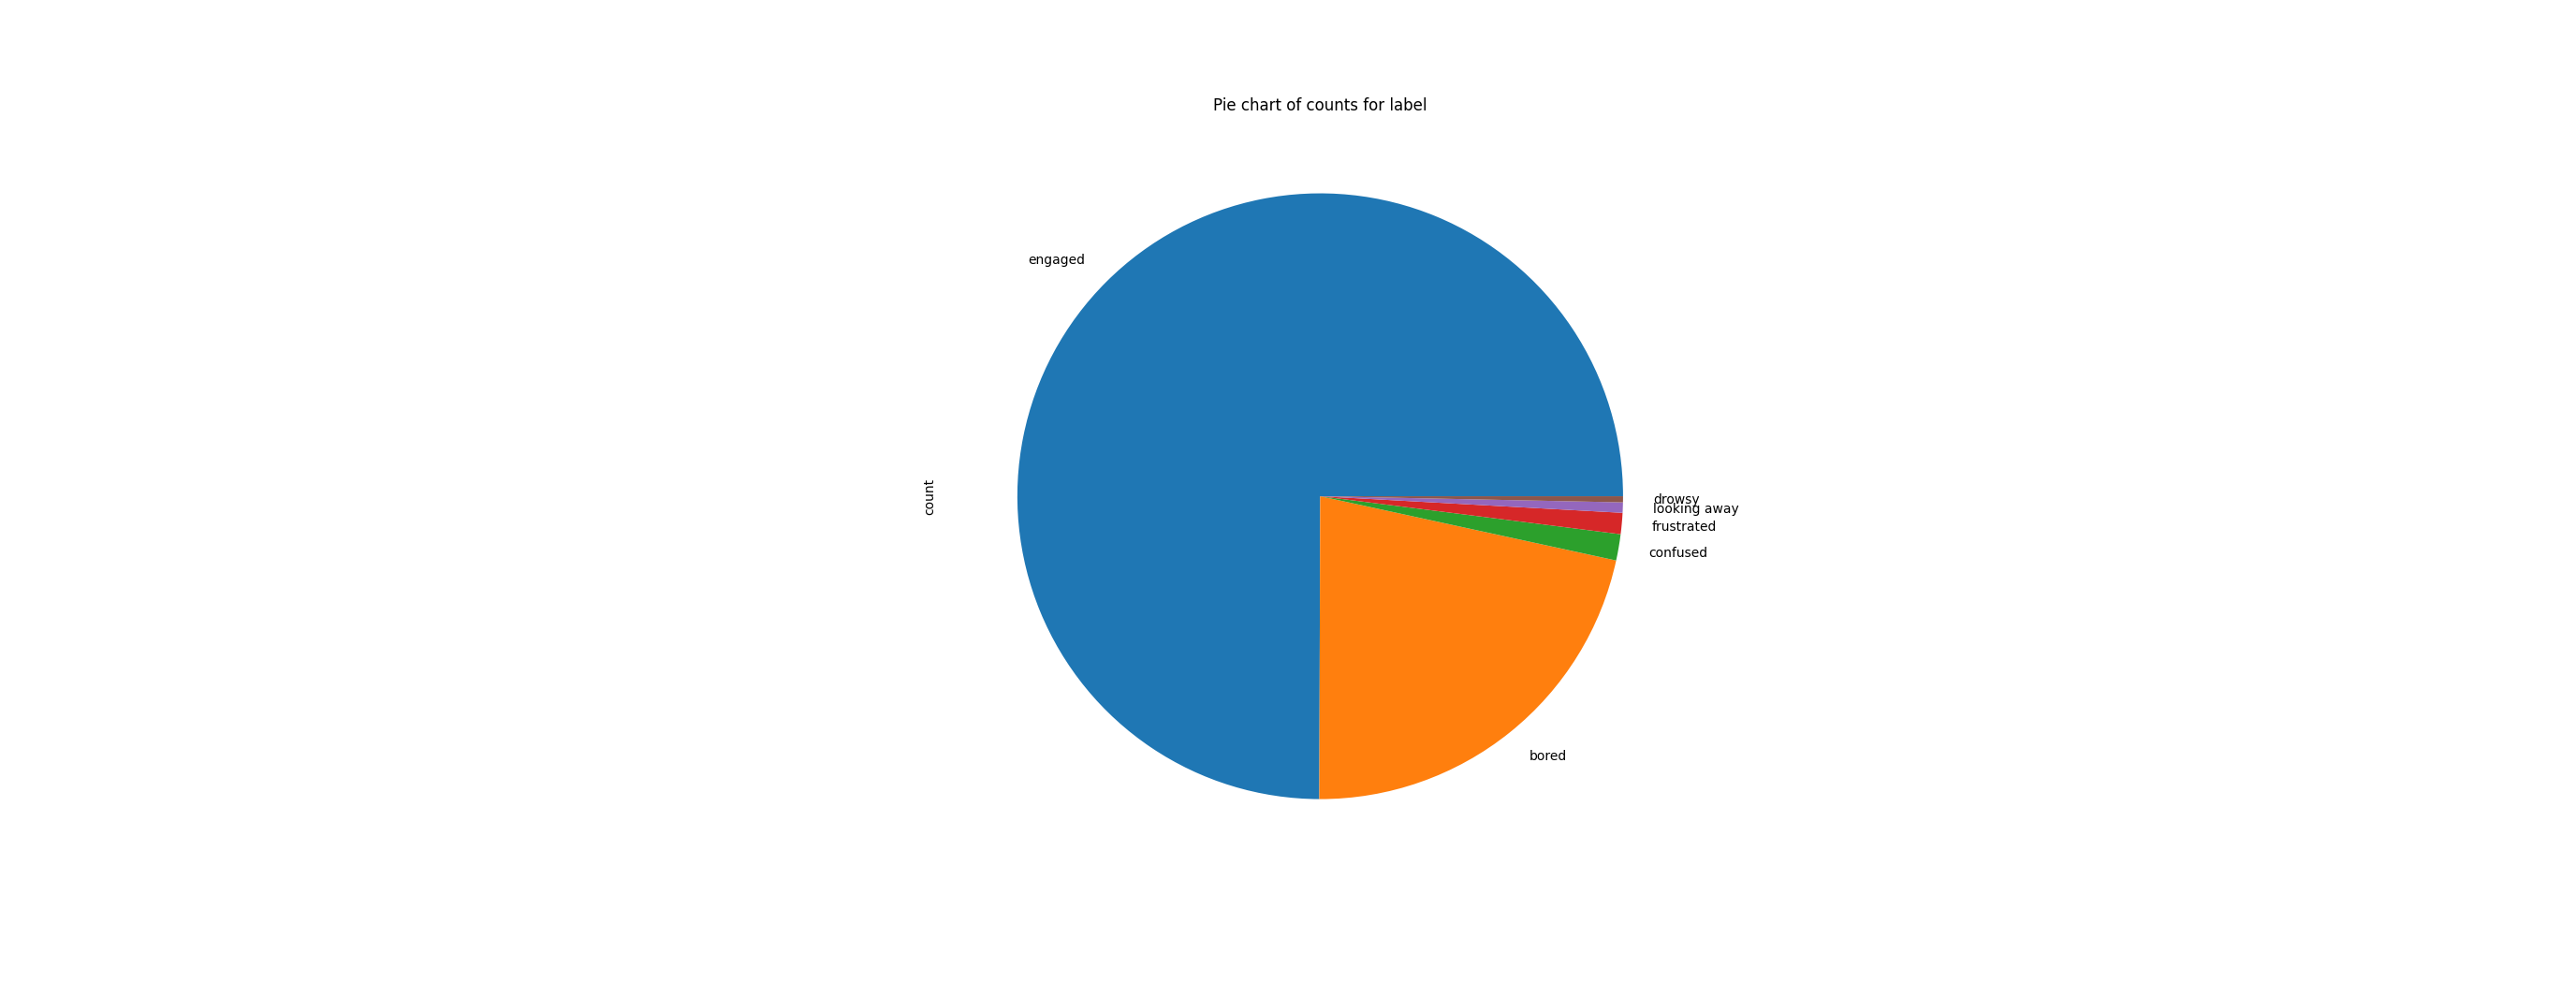 Pie chart of counts for label
engaged
count
drowsy
looking away
frustrated
confused
bored